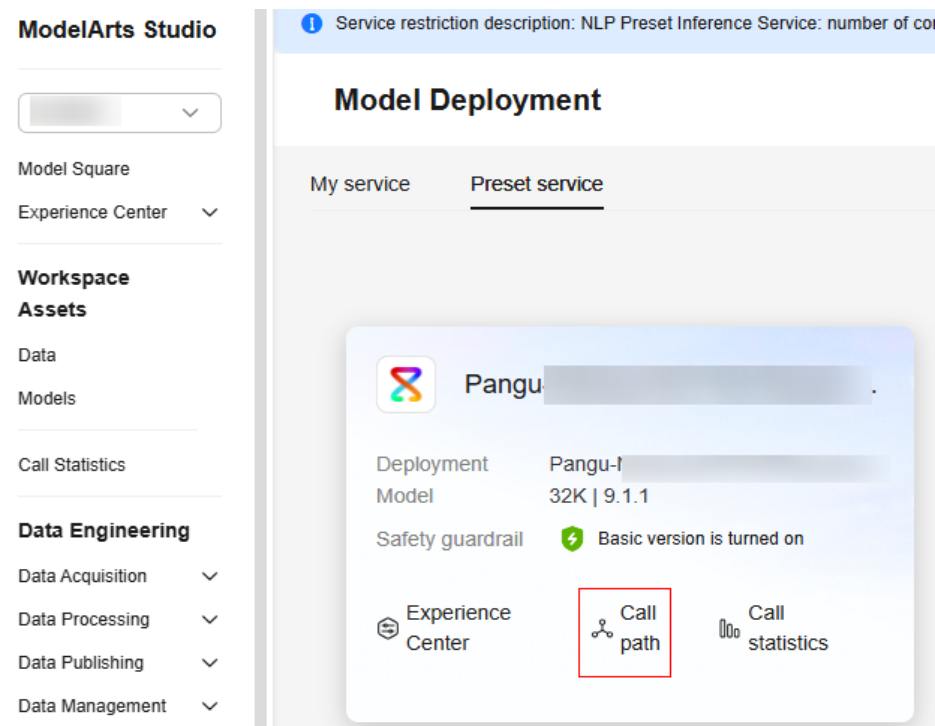 ModelArts Studio
Model Square
Experience Center
Workspace
Assets
Data
Models
Call Statistics
Data Engineering
Data Acquisition
Data Processing
Data Publishing
Data Management
Service restriction description: NLP Preset Inference Service: number of
Model Deployment
My service
Preset service
Pangu-
Deployment
Pangu-
Model
32K | 9.1.1
Safety guardrail
Basic version is turned on
Experience
Center
Call
path
Call
statistics